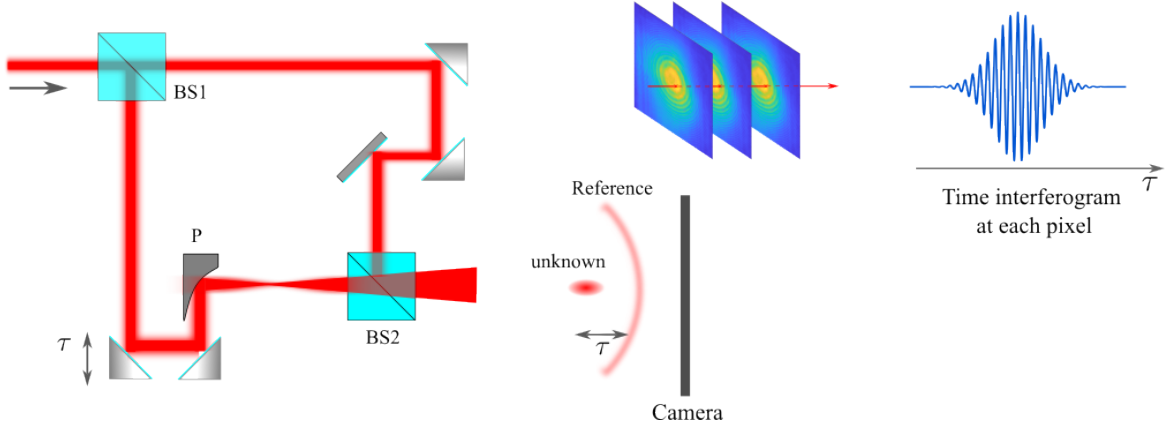 BS1
P
BS2
τ
Reference
unknown
τ
Camera
τ
Time interferogram
at each pixel